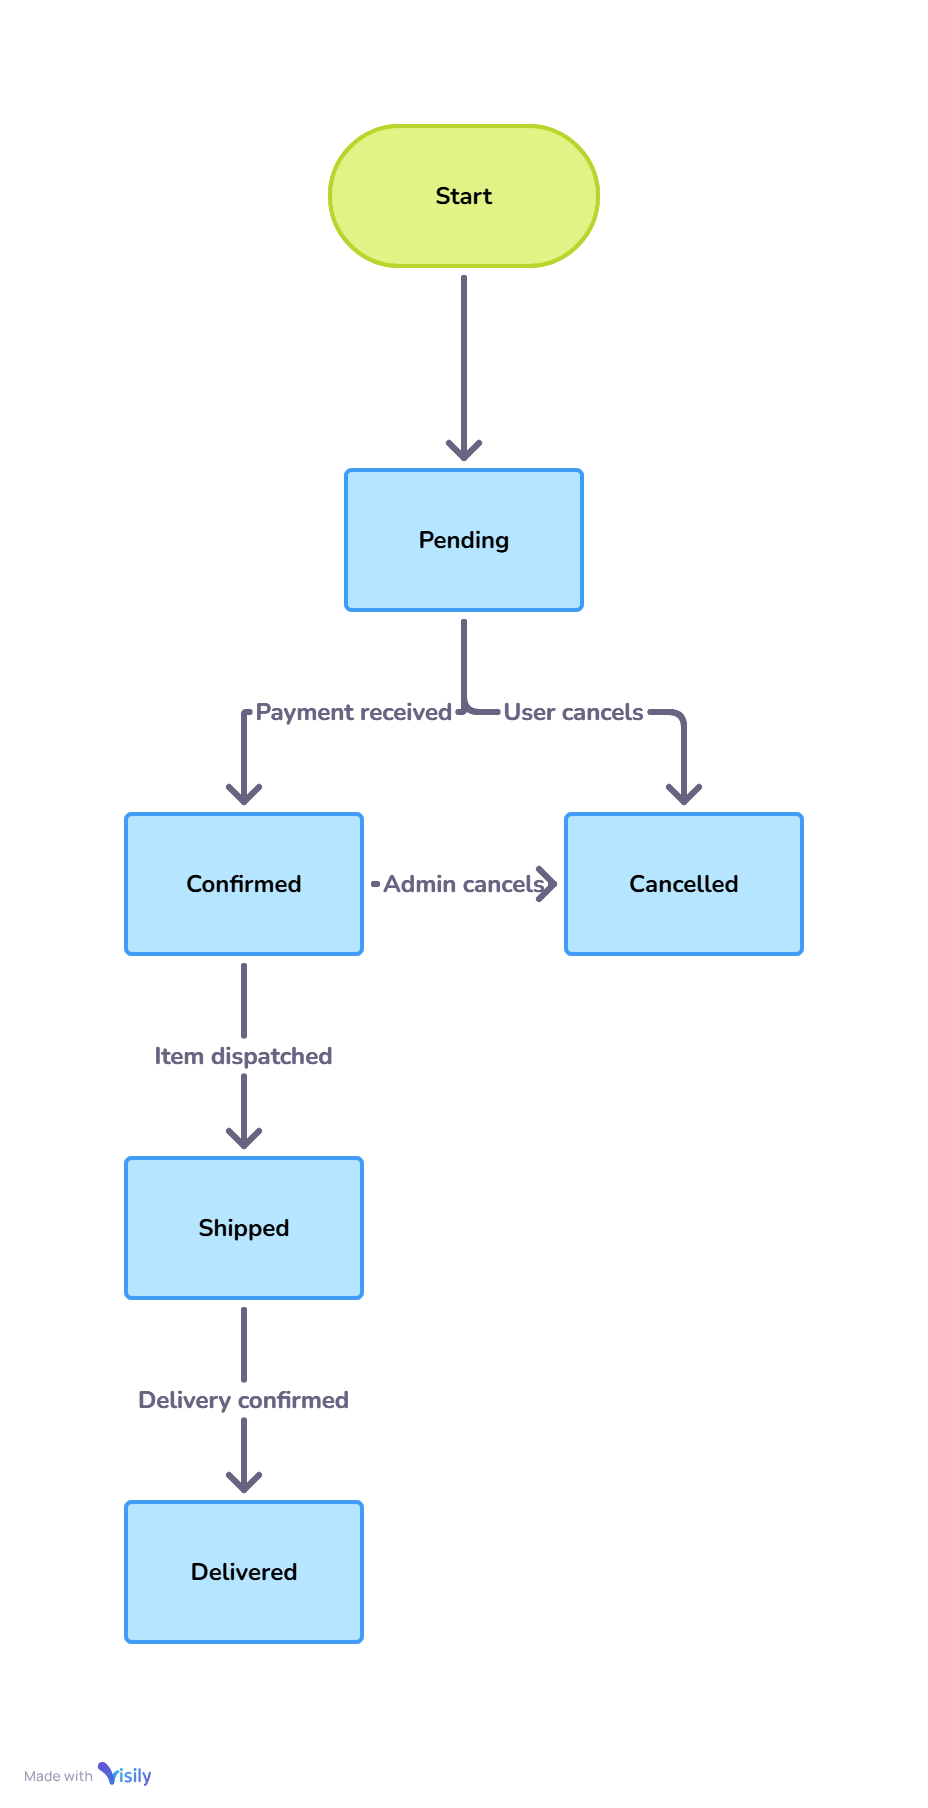 Start
Pending
Payment received
User cancels
Confirmed
Admin cancels
Cancelled
Item dispatched
Shipped
Delivery confirmed
Delivered
Made with Visily